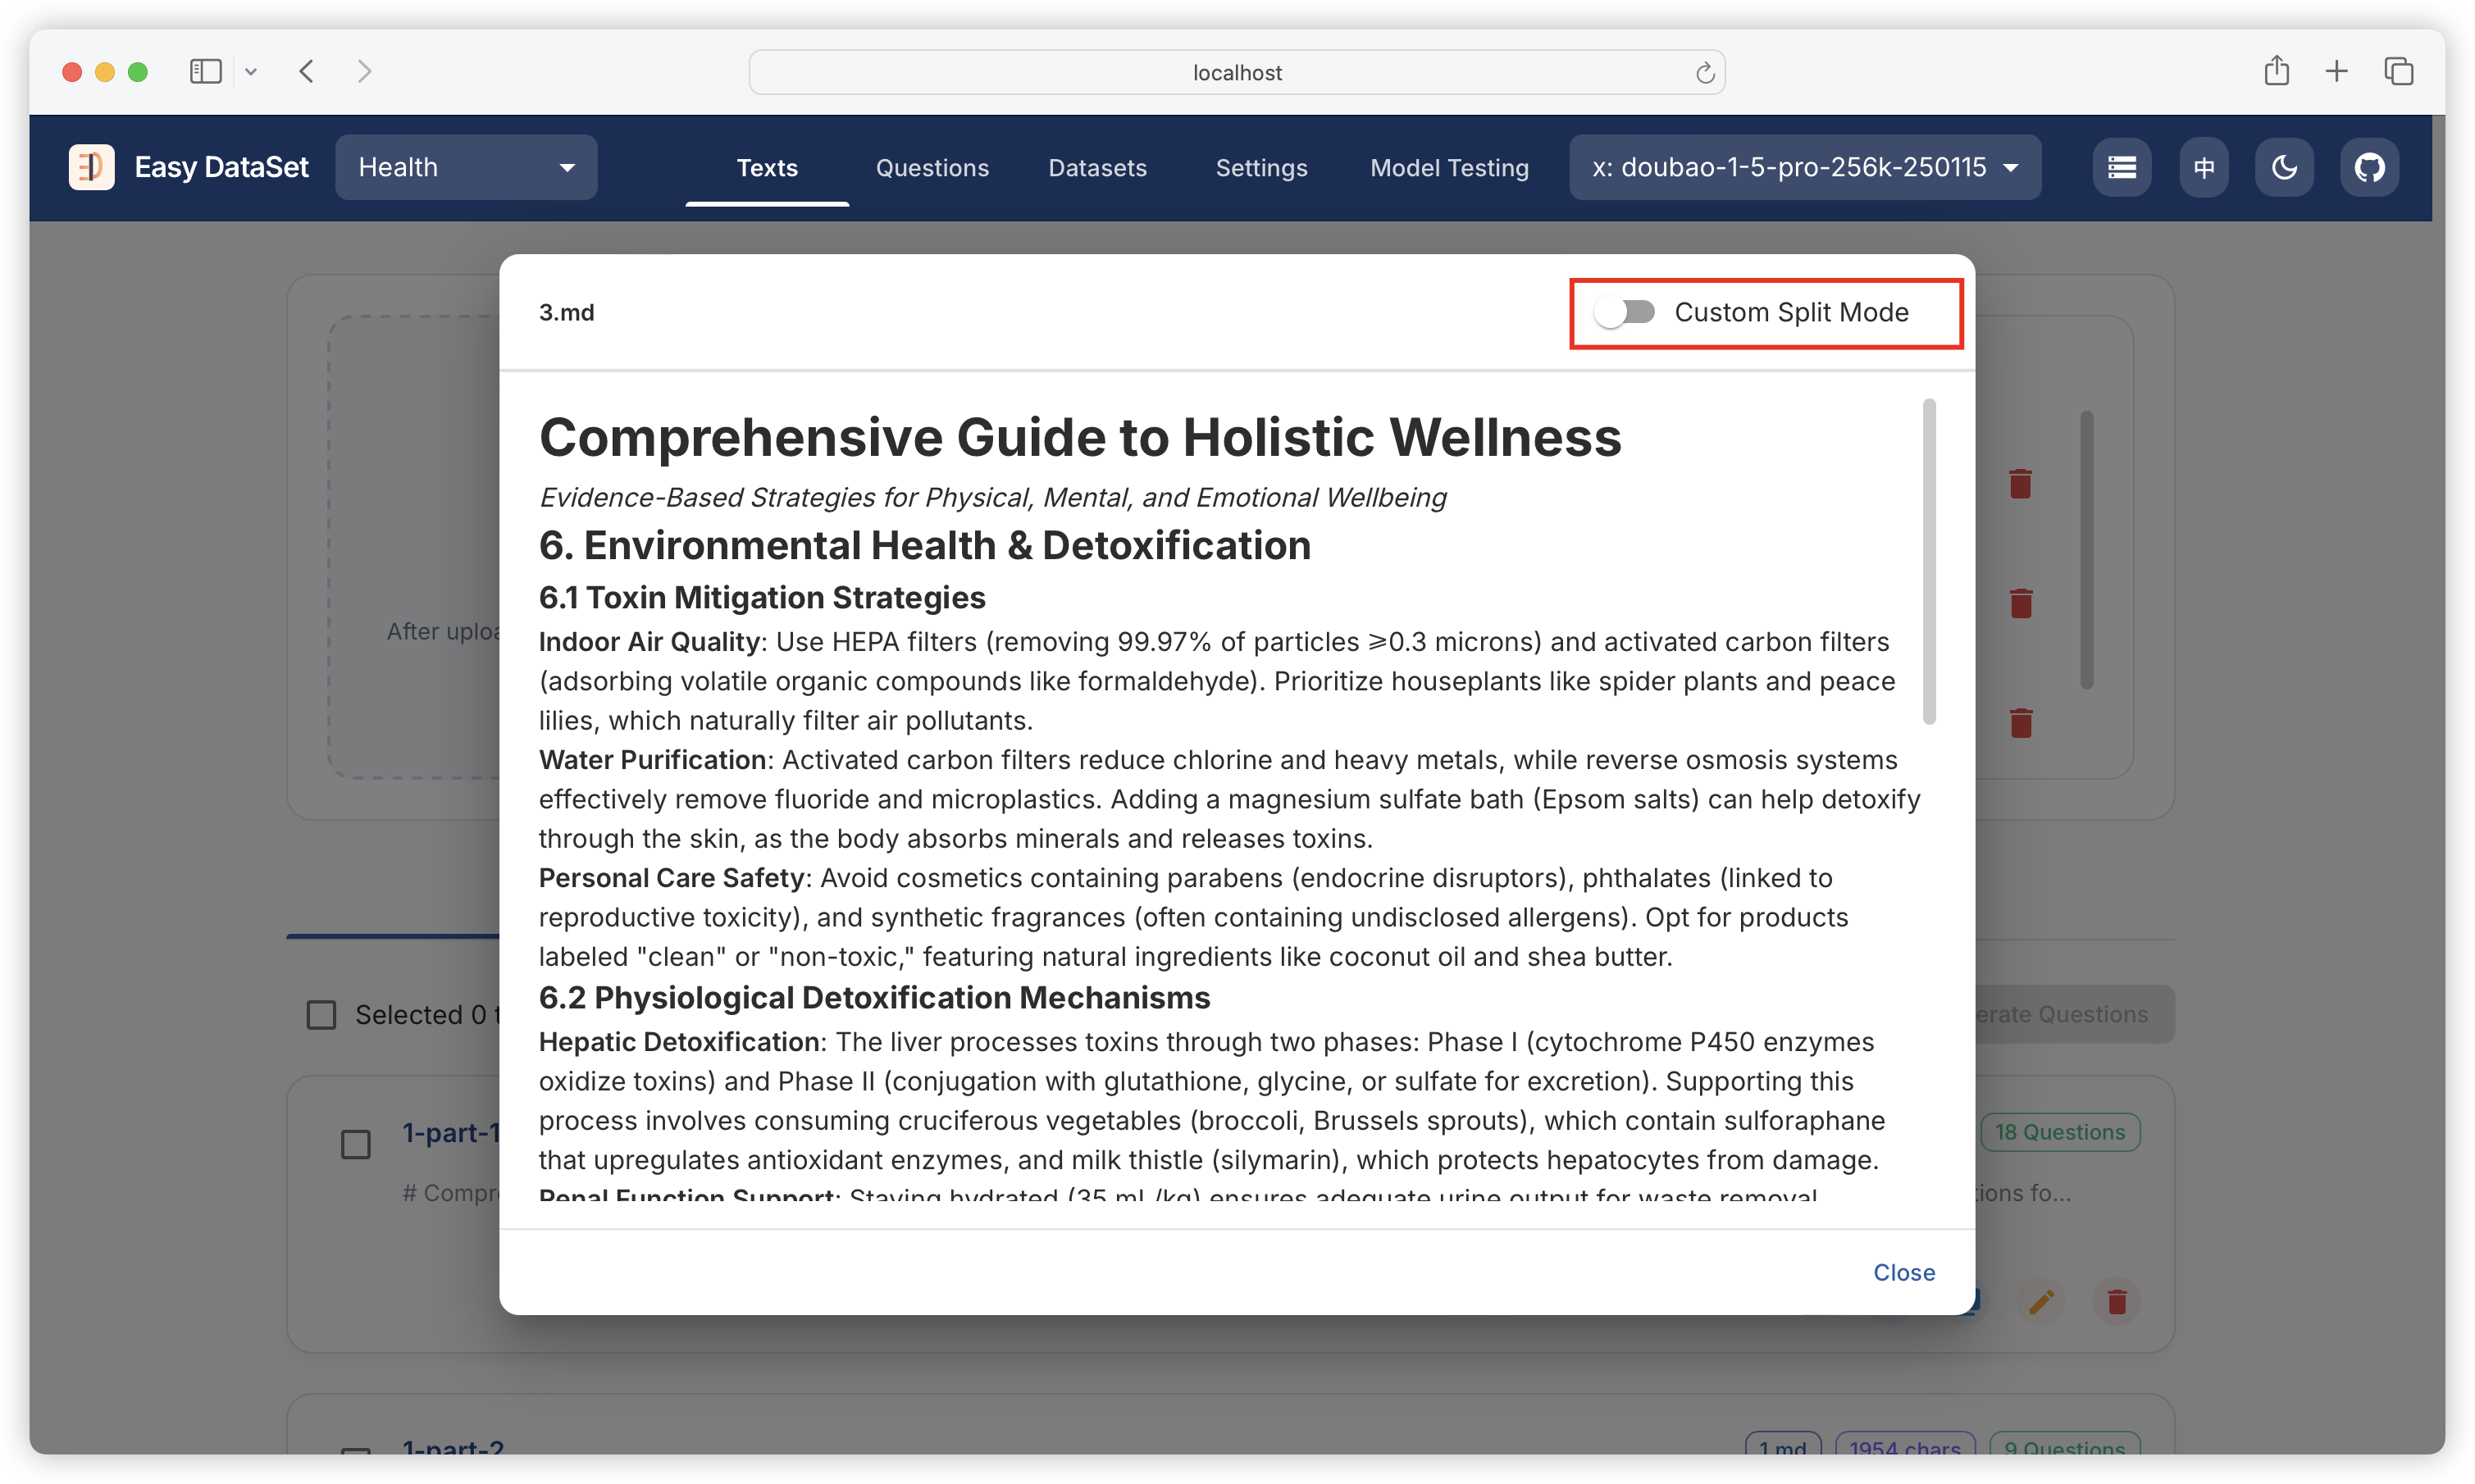 localhost
Easy DataSet
Health
Texts
Questions
Datasets
Settings
Model Testing
x: doubao-1-5-pro-256k-250115
中
3.md
Custom Split Mode
Comprehensive Guide to Holistic Wellness
Evidence-Based Strategies for Physical, Mental, and Emotional Wellbeing
6. Environmental Health & Detoxification
6.1 Toxin Mitigation Strategies
Indoor Air Quality: Use HEPA filters (removing 99.97% of particles ≥0.3 microns) and activated carbon filters
(adsorbing volatile organic compounds like formaldehyde). Prioritize houseplants like spider plants and peace
lilies, which naturally filter air pollutants.
Water Purification: Activated carbon filters reduce chlorine and heavy metals, while reverse osmosis systems
effectively remove fluoride and microplastics. Adding a magnesium sulfate bath (Epsom salts) can help detoxify
through the skin, as the body absorbs minerals and releases toxins.
Personal Care Safety: Avoid cosmetics containing parabens (endocrine disruptors), phthalates (linked to
reproductive toxicity), and synthetic fragrances (often containing undisclosed allergens). Opt for products
labeled "clean" or "non-toxic," featuring natural ingredients like coconut oil and shea butter.
6.2 Physiological Detoxification Mechanisms
Hepatic Detoxification: The liver processes toxins through two phases: Phase I (cytochrome P450 enzymes
oxidize toxins) and Phase II (conjugation with glutathione, glycine, or sulfate for excretion). Supporting this
process involves consuming cruciferous vegetables (broccoli, Brussels sprouts), which contain sulforaphane
that upregulates antioxidant enzymes, and milk thistle (silymarin), which protects hepatocytes from damage.
Renal Function Support: Staying hydrated (35 mL/kg) ensures adequate urine output for waste removal.
Close
After uploa
Selected 0 t
erate Questions
1-part-1
18 Questions
# Compr
tions fo...
1-part-2
1.md
1954 chars
9 Questions